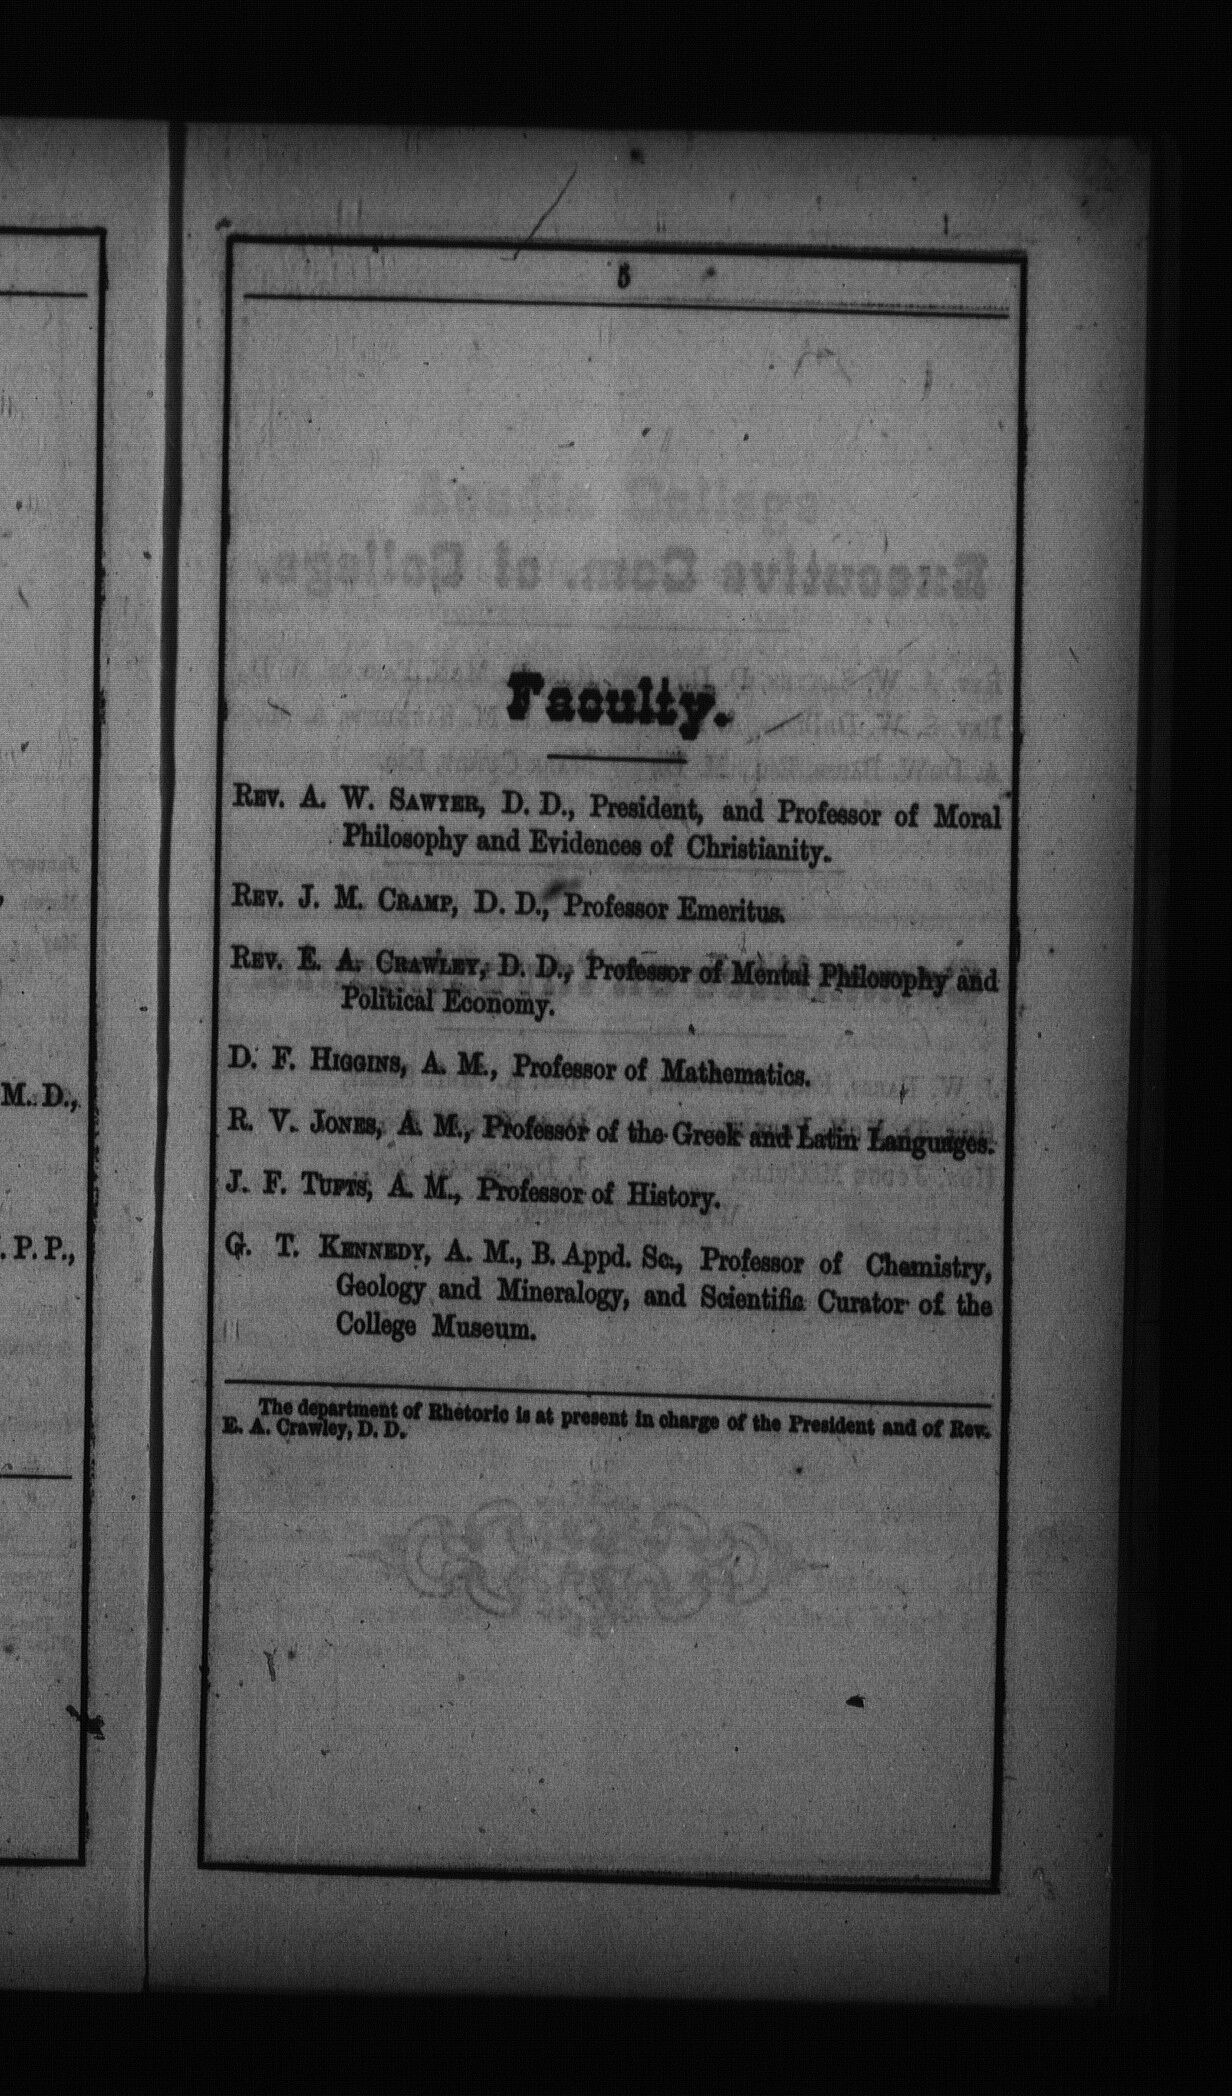 5
Faculty.
REV. A. W. SAWYER, D. D., President, and Professor of Moral
Philosophy and Evidences of Christianity.
REV. J. M. CRAMP, D. D., Professor Emeritus.
REV. E. A. CRAWLEY, D. D., Professor of Mental Philosophy and
Political Economy.
D. F. HIGGINS, A. M., Professor of Mathematics.
R. V. JONES, A. M., Professor of the Greek and Latin Languages.
J. F. TUFTS, A. M., Professor of History.
G. T. KENNEDY, A. M., B. Appd. Sc., Professor of Chemistry,
Geology and Mineralogy, and Scientific Curator of the
College Museum.
The department of Rhetoric is at present in charge of the President and of Rev.
E. A. Crawley, D. D.
M. D.,
P. P.,